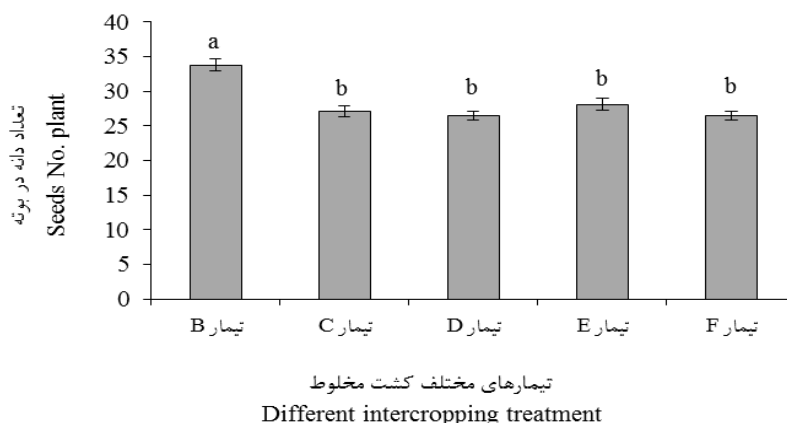 تعداد دانه در بوته
Seeds No. plant
40
35
30
25
20
15
10
5
0
a
b
b
b
b
تیمار B
تیمار C
تیمار D
تیمار E
تیمار F
تیمارهای مختلف کشت مخلوط
Different intercropping treatment